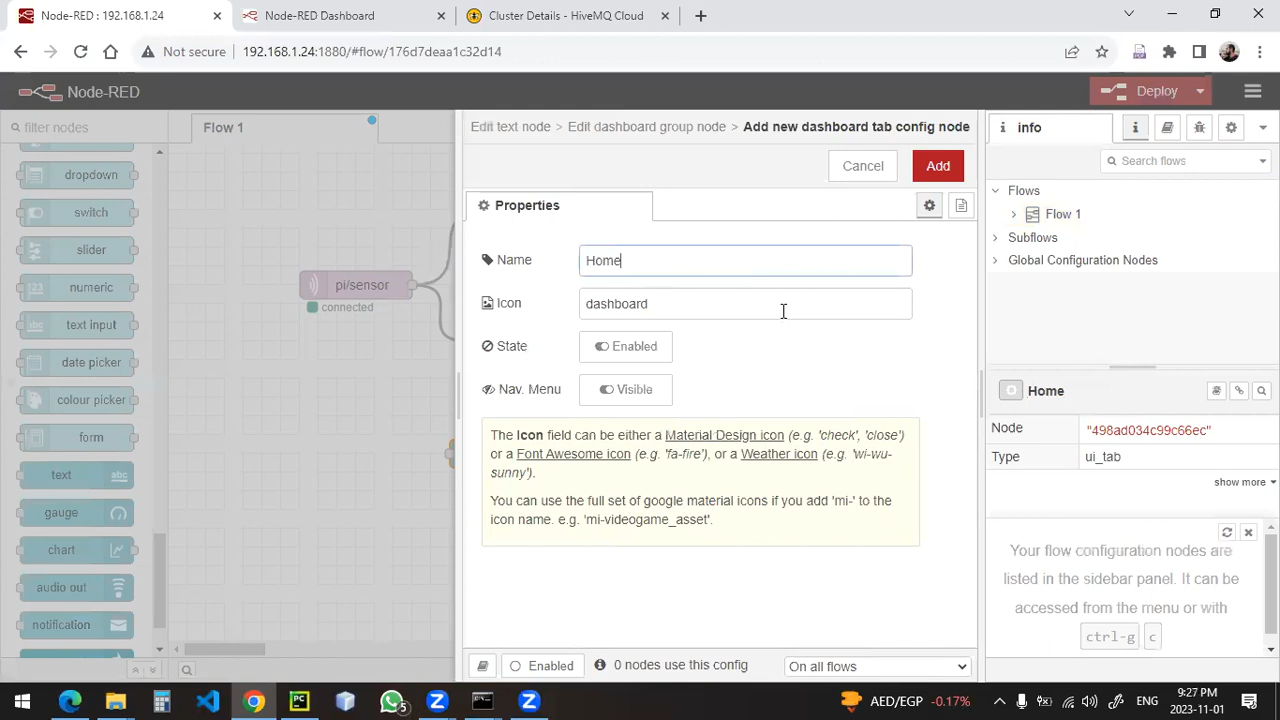 Node-RED : 192.168.1.24
Node-RED Dashboard
Cluster Details - HiveMQ Cloud
Not secure
192.168.1.24:1880/#flow/176d7deaa1c32d14
Node-RED
Deploy
filter nodes
Flow 1
Edit text node > Edit dashboard group node > Add new dashboard tab config node
info
Cancel
Add
Search flows
dropdown
switch
slider
numeric
text input
date picker
colour picker
form
text
gauge
chart
audio out
notification
pi/sensor
connected
Properties
Name
Home
Icon
dashboard
State
Enabled
Nav. Menu
Visible
The Icon field can be either a Material Design icon (e.g. 'check', 'close')
or a Font Awesome icon (e.g. 'fa-fire'), or a Weather icon (e.g. 'wi-wu-
sunny').
You can use the full set of google material icons if you add 'mi-' to the
icon name. e.g. 'mi-videogame_asset'.
Enabled
0 nodes use this config
On all flows
Flows
Flow 1
Subflows
Global Configuration Nodes
Home
Node
"498ad034c99c66ec"
Type
ui_tab
show more
Your flow configuration nodes are
listed in the sidebar panel. It can be
accessed from the menu or with
ctrl-g c
5
AED/EGP -0.17%
ENG
9:27 PM
2023-11-01